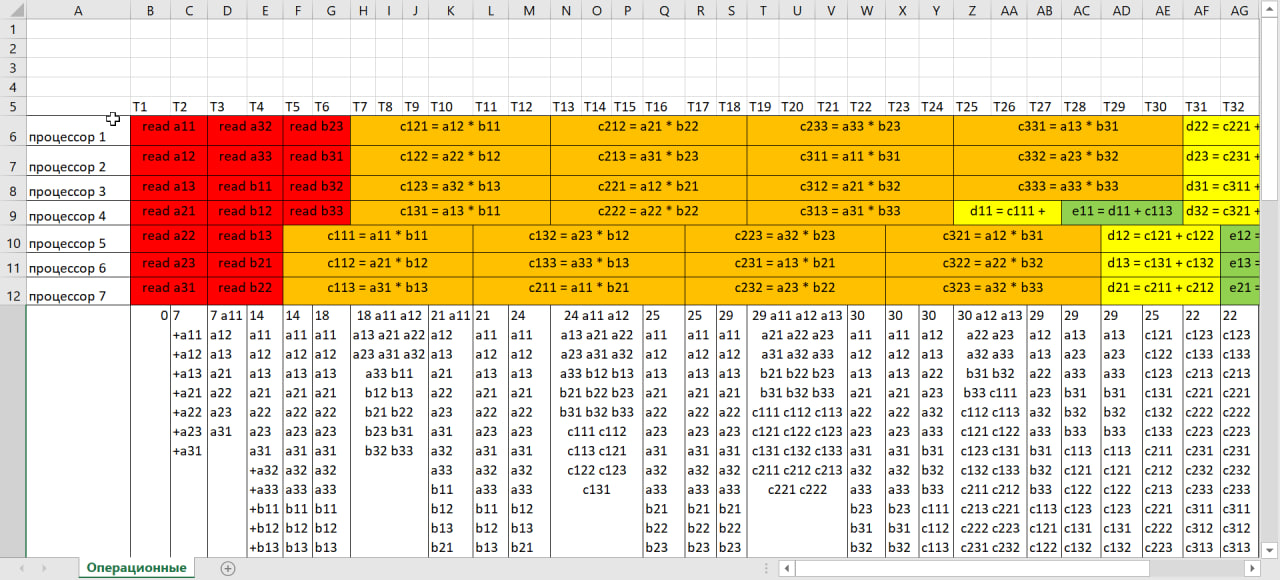 A B C D E F G H I J K L M N O P Q R S T U V W X Y Z AA AB AC AD AE AF AG
1
2
3
4
5 T1 T2 T3 T4 T5 T6 T7 T8 T9 T10 T11 T12 T13 T14 T15 T16 T17 T18 T19 T20 T21 T22 T23 T24 T25 T26 T27 T28 T29 T30 T31 T32
6 процессор 1 read a11 read a32 read b23 c121 = a12 * b11 c212 = a21 * b22 c233 = a33 * b23 c331 = a13 * b31 d22 = c221 +
7 процессор 2 read a12 read a33 read b31 c122 = a22 * b12 c213 = a31 * b23 c311 = a11 * b31 c332 = a23 * b32 d23 = c231 +
8 процессор 3 read a13 read b11 read b32 c123 = a32 * b13 c221 = a12 * b21 c312 = a21 * b32 c333 = a33 * b33 d31 = c311 +
9 процессор 4 read a21 read b12 read b33 c131 = a13 * b11 c222 = a22 * b22 c313 = a31 * b33 d11 = c111 + e11 = d11 + c113 d32 = c321 +
10 процессор 5 read a22 read b13 c111 = a11 * b11 c132 = a23 * b12 c223 = a32 * b23 c321 = a12 * b31 d12 = c121 + c122 e12 =
11 процессор 6 read a23 read b21 c112 = a21 * b12 c133 = a33 * b13 c231 = a13 * b21 c322 = a22 * b32 d13 = c131 + c132 e13 =
12 процессор 7 read a31 read b22 c113 = a31 * b13 c211 = a11 * b21 c232 = a23 * b22 c323 = a32 * b33 d21 = c211 + c212 e21 =
0 7 7 a11 14 14 18 18 a11 a12 21 a11 21 24 24 a11 a12 25 25 29 29 a11 a12 a13 30 30 30 30 a12 a13 29 29 29 25 22 22
+a11 a12 a11 a11 a11 a13 a21 a22 a12 a11 a11 a13 a21 a22 a11 a11 a11 a21 a22 a23 a11 a11 a12 a22 a23 a12 a13 a13 c121 c123 c123
+a12 a13 a12 a12 a12 a23 a31 a32 a13 a12 a12 a23 a31 a32 a12 a12 a12 a31 a32 a33 a12 a12 a13 a32 a33 a13 a23 a23 c122 c133 c133
+a13 a21 a13 a13 a13 a33 b11 a21 a13 a13 a33 b12 b13 a13 a13 a13 b21 b22 b23 a13 a13 a22 b31 b32 a22 a33 a33 c123 c213 c213
+a21 a22 a21 a21 a21 b12 b13 a22 a21 a21 b21 b22 b23 a21 a21 a21 b31 b32 b33 a21 a21 a23 b33 c111 a23 b31 b31 c131 c221 c221
+a22 a23 a22 a22 a22 b21 b22 a23 a22 a22 b31 b32 b33 a22 a22 a22 c111 c112 c113 a22 a22 a32 c112 c113 a32 b32 b32 c132 c222 c222
+a23 a31 a23 a23 a23 b23 b31 a31 a23 a23 c111 c112 a23 a23 a23 c121 c122 c123 a23 a23 a33 c121 c122 a33 b33 b33 c133 c223 c223
+a31 a31 a31 a31 b32 b33 a32 a31 a31 c113 c121 a31 a31 a31 c131 c132 c133 a31 a31 b31 c123 c131 b31 c113 c113 c211 c231 c231
+a32 a32 a32 a33 a32 a32 c122 c123 a32 a32 a32 c211 c212 c213 a32 a32 b32 c132 c133 b32 c121 c121 c212 c232 c232
+a33 a33 a33 b11 a33 a33 c131 a33 a33 a33 c221 c222 a33 a33 b33 c211 c212 b33 c122 c122 c213 c233 c233
+b11 b11 b11 b12 b11 b12 b21 b21 b21 b23 b23 c111 c213 c221 c113 c123 c123 c221 c311 c311
+b12 b12 b12 b13 b12 b13 b22 b22 b22 b31 b31 c112 c222 c223 c121 c131 c131 c222 c312 c312
+b13 b13 b13 b21 b13 b21 b23 b23 b23 b32 b32 c113 c231 c232 c122 c132 c132 c223 c313 c313
Операционные